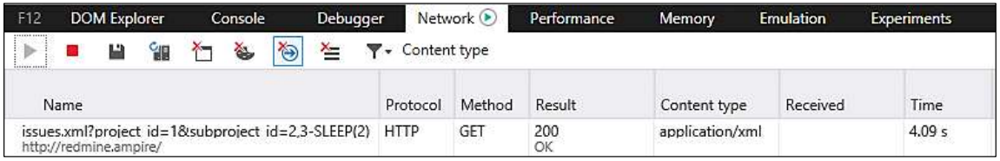 F12 DOM Explorer Console Debugger Network Performance Memory Emulation Experiments
Content type
Name Protocol Method Result Content type Received Time
issues.xml?project_id=1&subproject_id=2,3-SLEEP(2) HTTP GET 200 application/xml 4.09 s
http://redmine.ampire/ OK